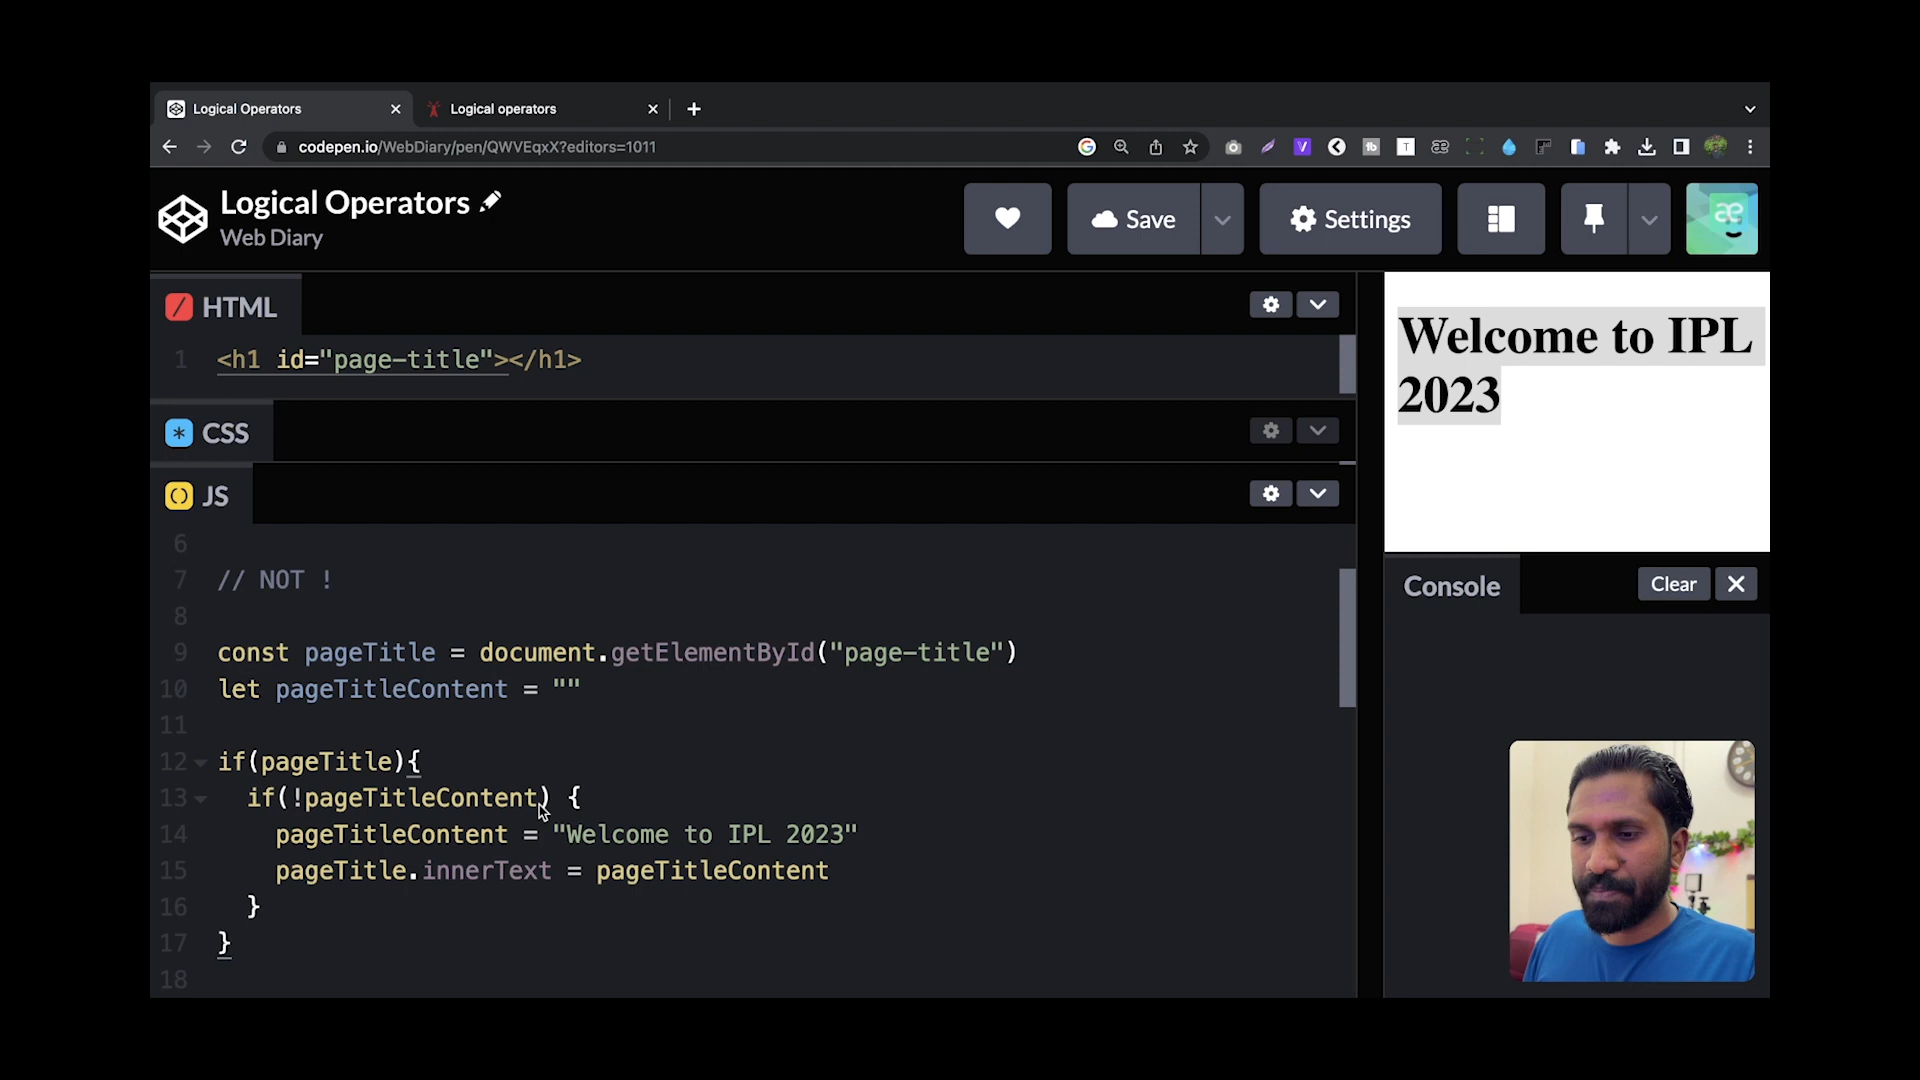 Logical Operators
Logical operators
codepen.io/WebDiary/pen/QWVEqxX?editors=1011
Logical Operators
Web Diary
Save
Settings
HTML
1 <h1 id="page-title"></h1>
CSS
JS
6
7 // NOT !
8
9 const pageTitle = document.getElementById("page-title")
10 let pageTitleContent = ""
11
12 if(pageTitle){
13 if(!pageTitleContent) {
14 pageTitleContent = "Welcome to IPL 2023"
15 pageTitle.innerText = pageTitleContent
16 }
17 }
18
Welcome to IPL
2023
Console
Clear